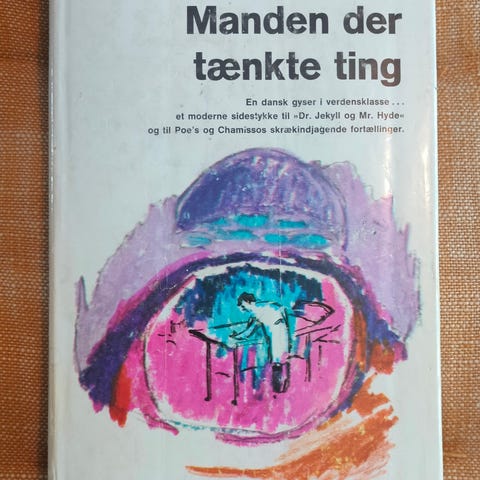 Manden der
tænkte ting
En dansk gyser i verdensklasse...
et moderne sidestykke til »Dr. Jekyll og Mr. Hyde«
og til Poe's og Chamissos skrækindjagende fortællinger.